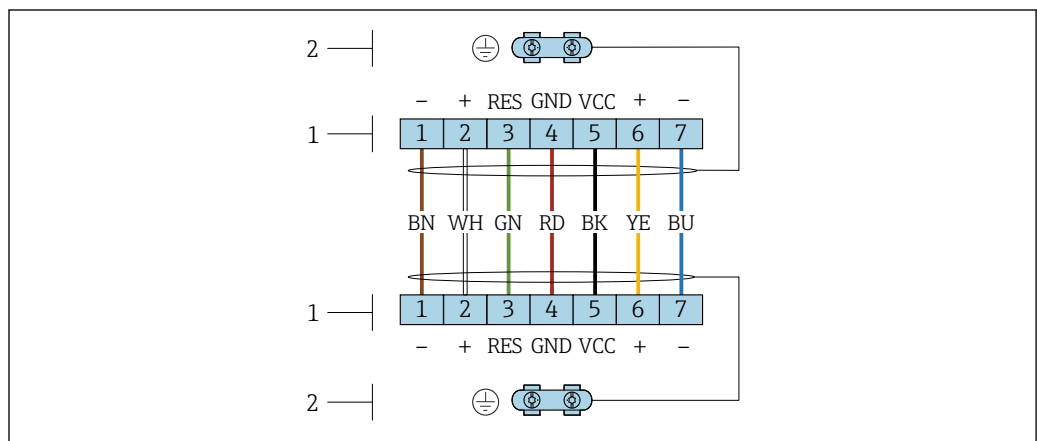 2
– + RES GND VCC + –
1
1 2 3 4 5 6 7
BN WH GN RD BK YE BU
1
1 2 3 4 5 6 7
– + RES GND VCC + –
2